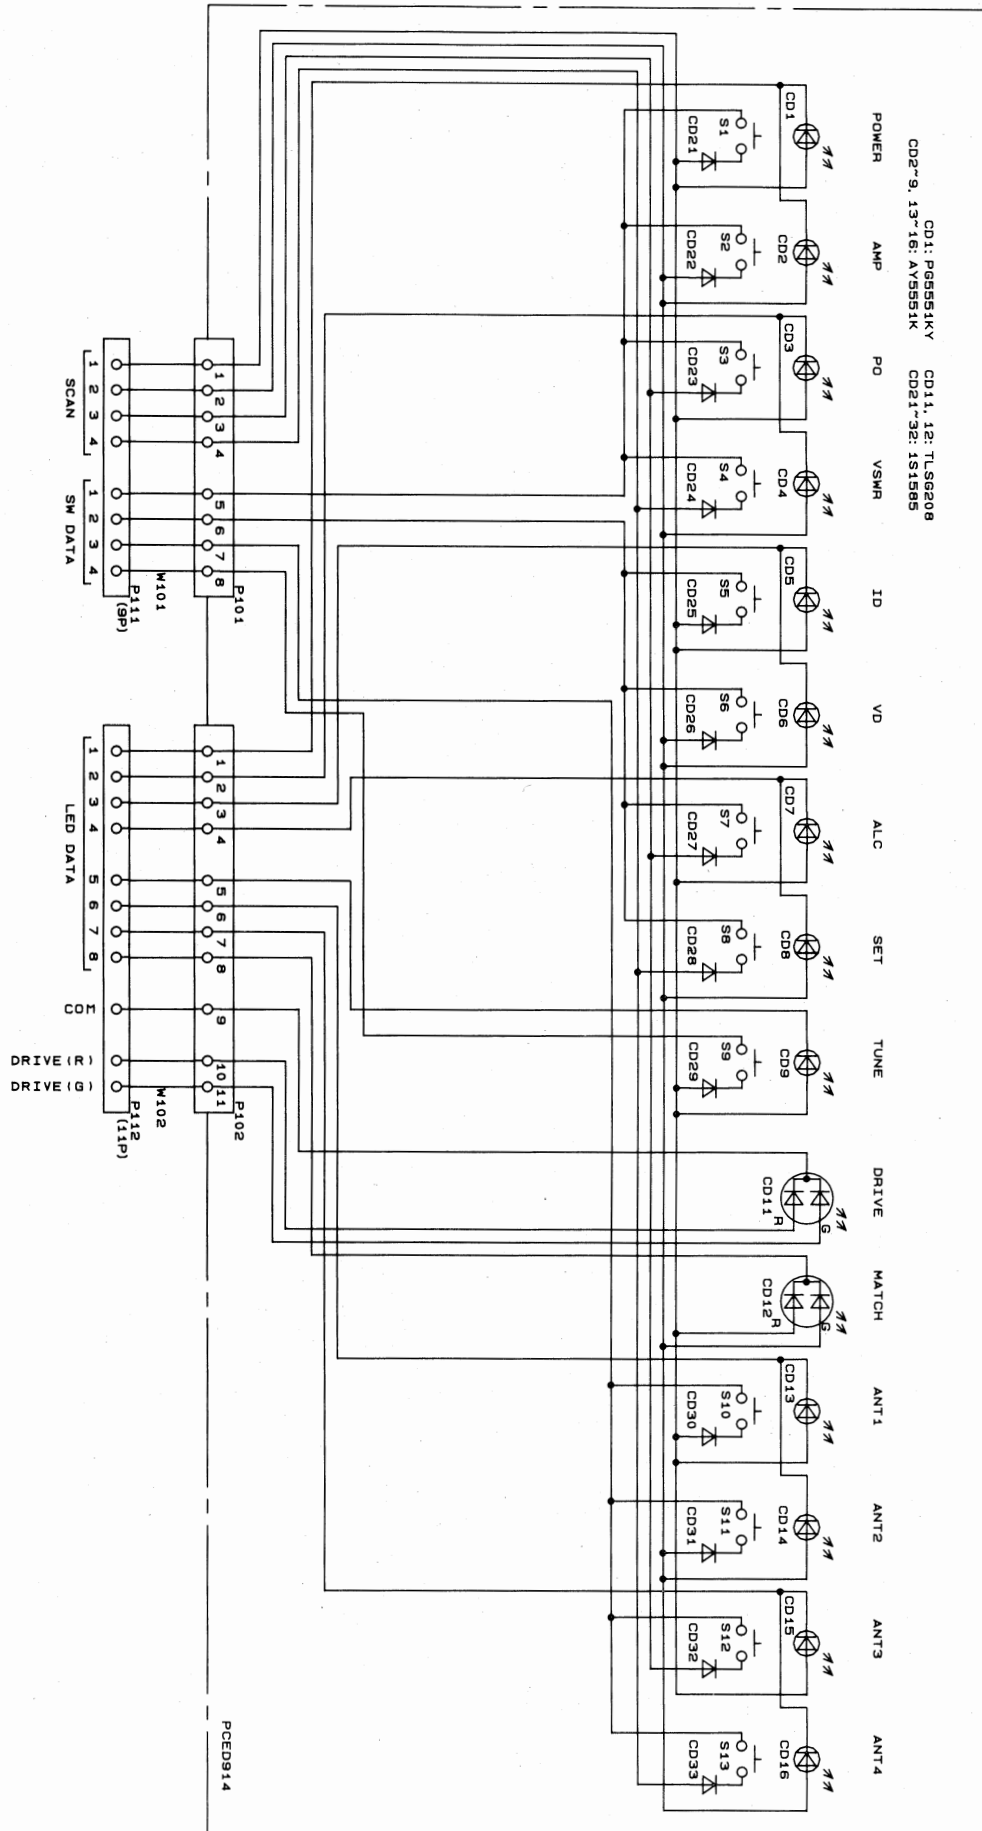 CD1: PG5551KY CD11, 12: TLSG208
CD2~9, 13~16: AY5551K CD21~32: 1S1585
POWER
AMP
PO
VSWR
ID
VD
ALC
SET
TUNE
DRIVE
MATCH
ANT1
ANT2
ANT3
ANT4
CD1
CD2
CD3
CD4
CD5
CD6
CD7
CD8
CD9
CD11 R G
CD12 R G
CD13
CD14
CD15
CD16
S1
S2
S3
S4
S5
S6
S7
S8
S9
S10
S11
S12
S13
CD21
CD22
CD23
CD24
CD25
CD26
CD27
CD28
CD29
CD30
CD31
CD32
CD33
P101
1 2 3 4 5 6 7 8
W101
P111
(9P)
1 2 3 4
SCAN
1 2 3 4
SW DATA
P102
1 2 3 4 5 6 7 8 9 10 11
W102
P112
(11P)
1 2 3 4 5 6 7 8
LED DATA
COM
DRIVE(R)
DRIVE(G)
PCED914